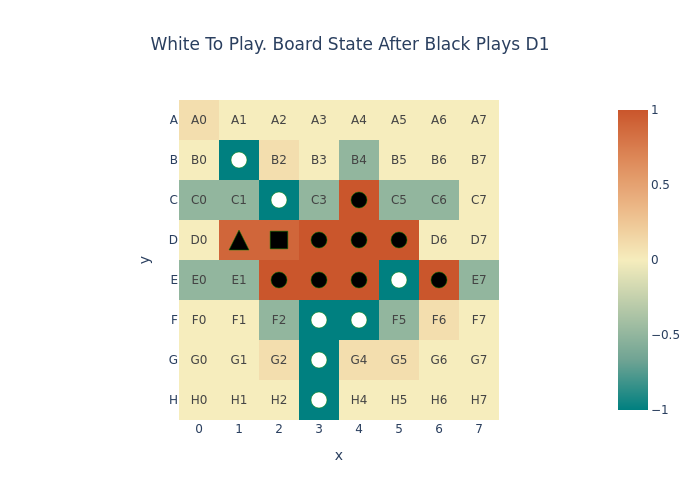 White To Play. Board State After Black Plays D1
A A0 A1 A2 A3 A4 A5 A6 A7
B B0 B2 B3 B4 B5 B6 B7
C C0 C1 C3 C5 C6 C7
D D0 D6 D7
E E0 E1 E7
F F0 F1 F2 F5 F6 F7
G G0 G1 G2 G4 G5 G6 G7
H H0 H1 H2 H4 H5 H6 H7
0 1 2 3 4 5 6 7
x
y
1
0.5
0
−0.5
−1